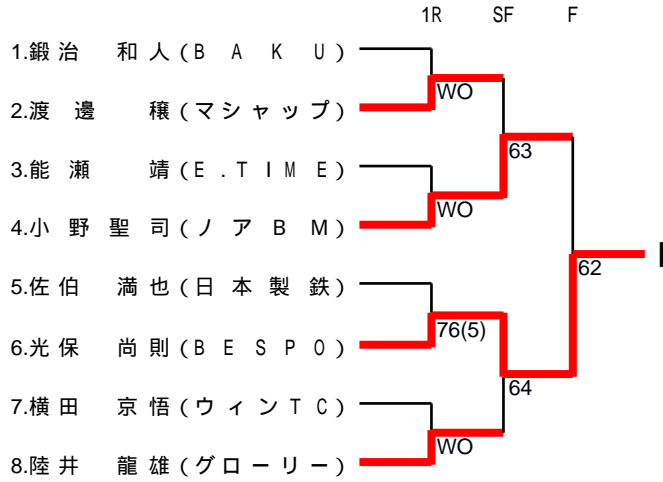 1R SF F
1.鍛治 和人(BAKU)
WO
2.渡邊 穣(マシャップ)
63
3.能瀬 靖(E.TIME)
WO
4.小野聖司(ノアBM)
62
5.佐伯 満也(日本製鉄)
76(5)
6.光保 尚則(BESPO)
64
7.横田 京悟(ウィンTC)
WO
8.陸井 龍雄(グローリー)